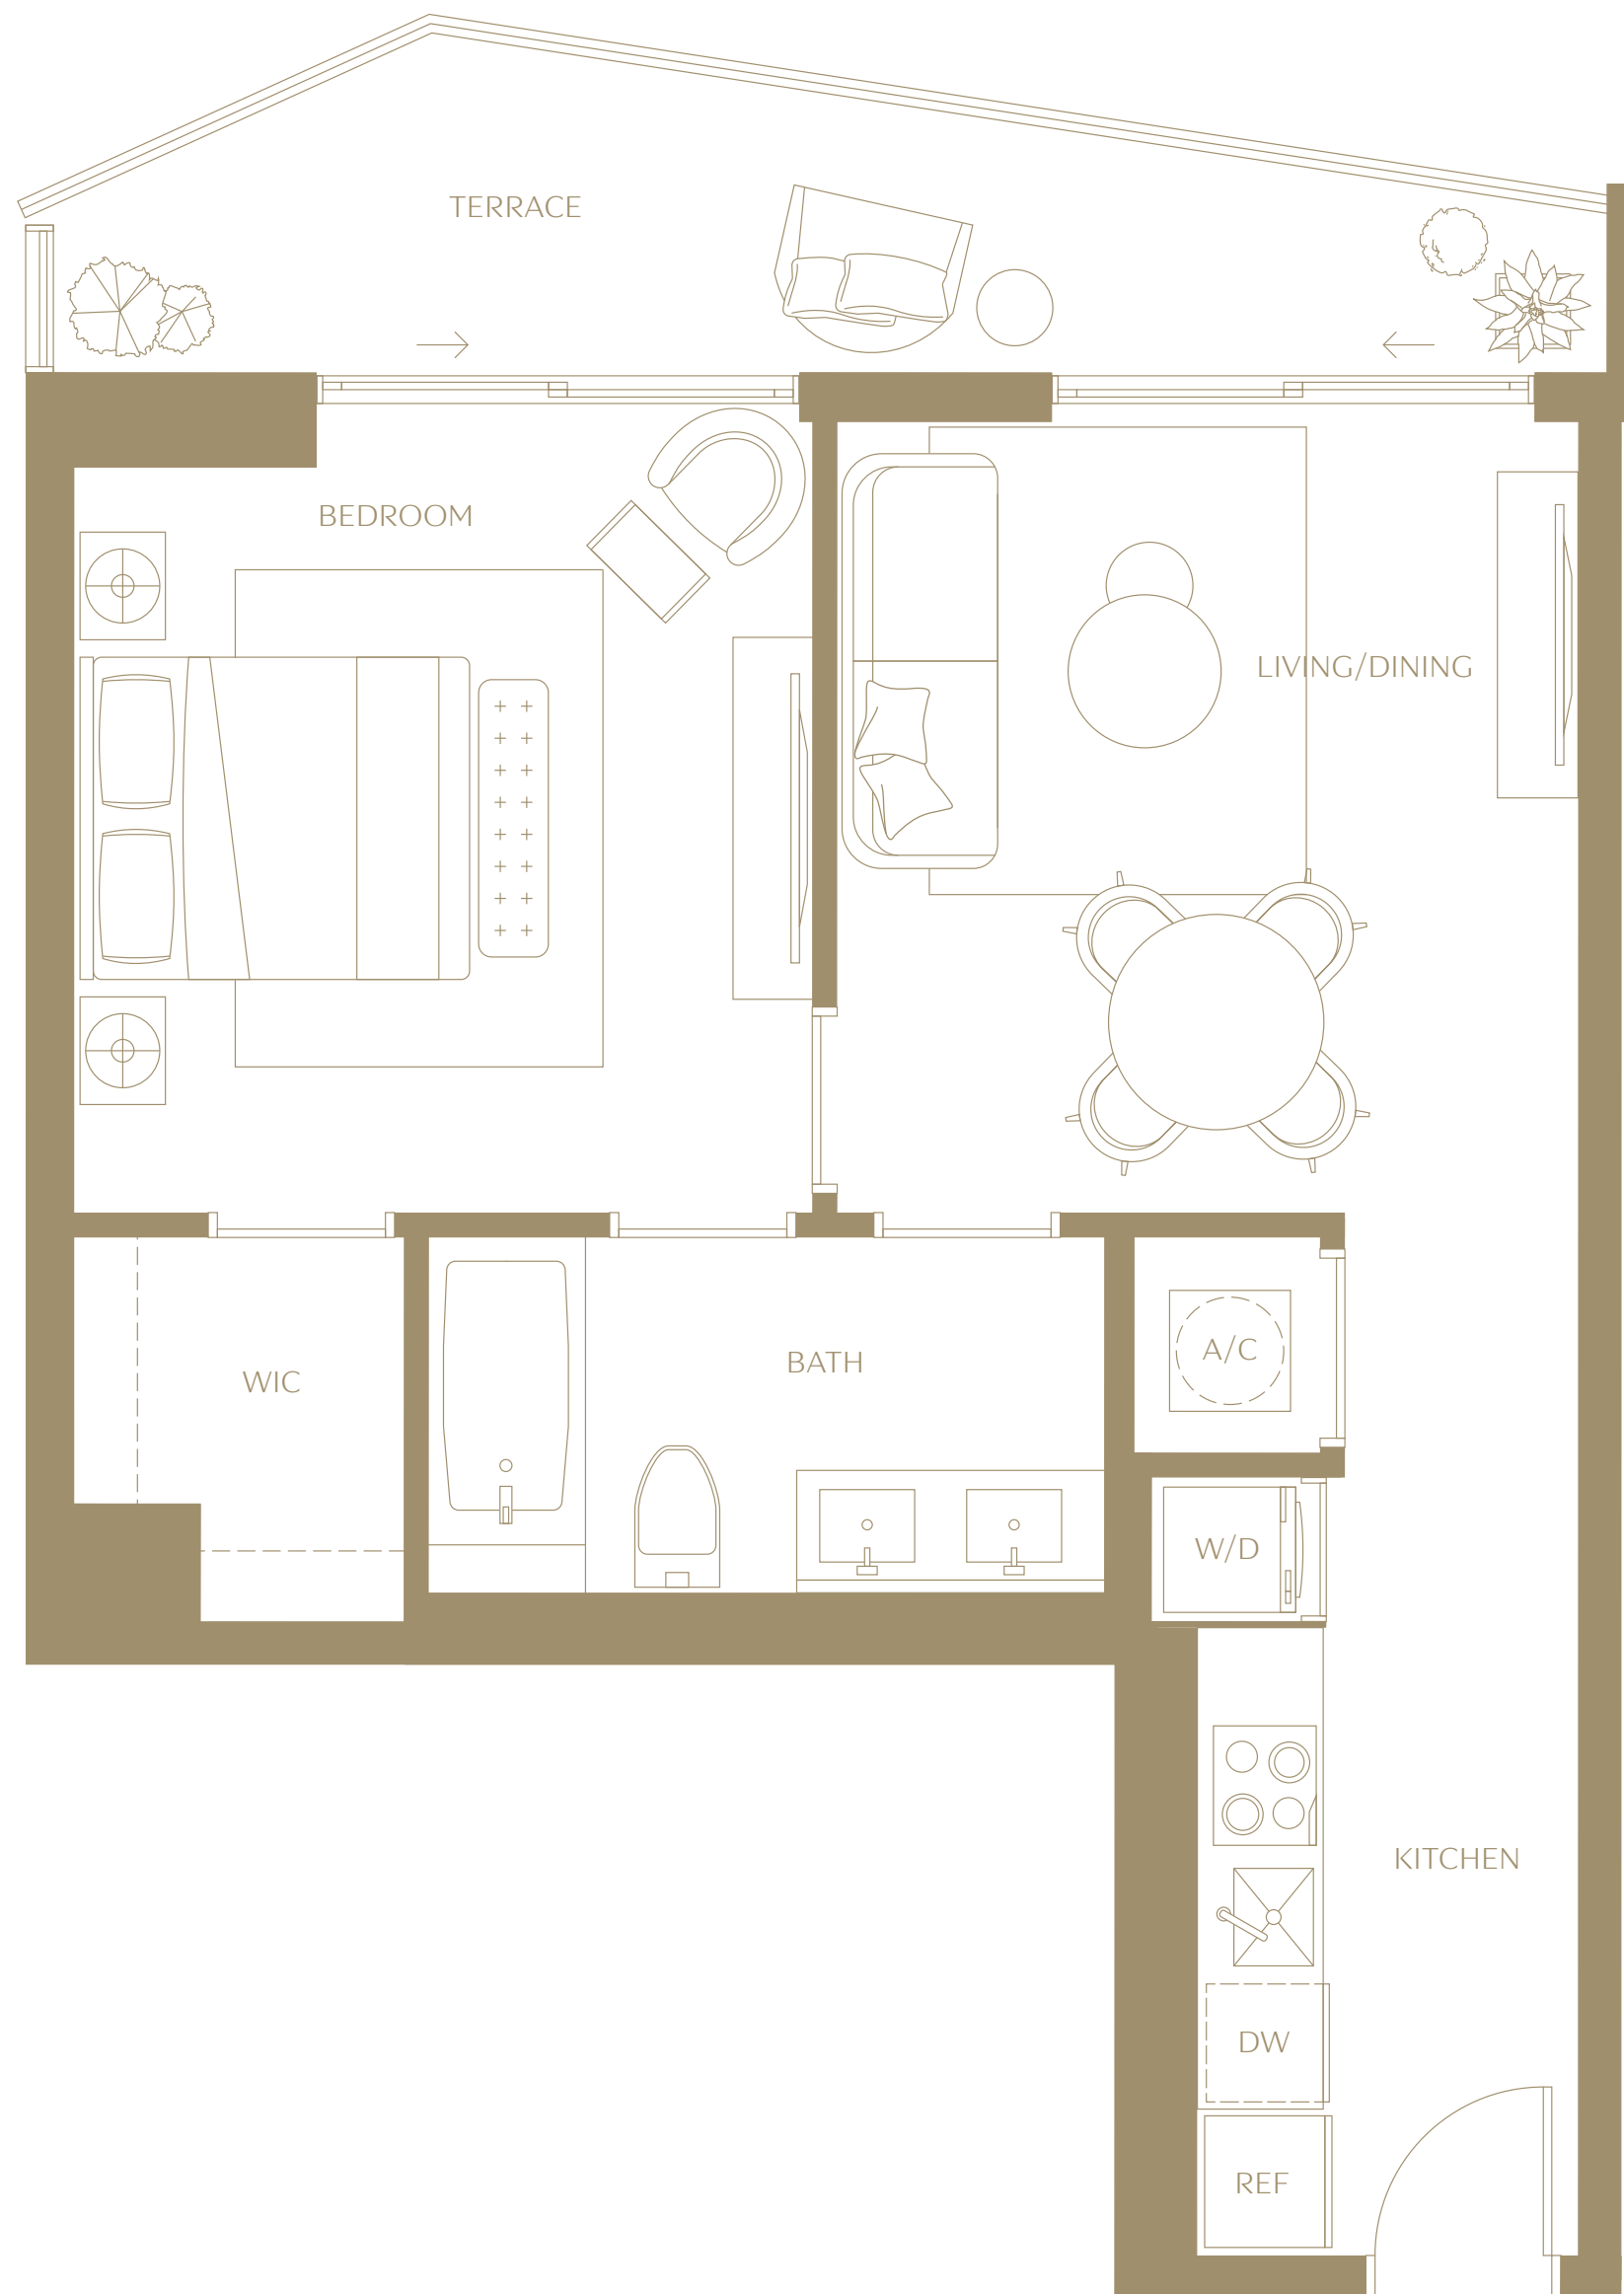 TERRACE
BEDROOM
LIVING/DINING
WIC
BATH
A/C
W/D
KITCHEN
DW
REF